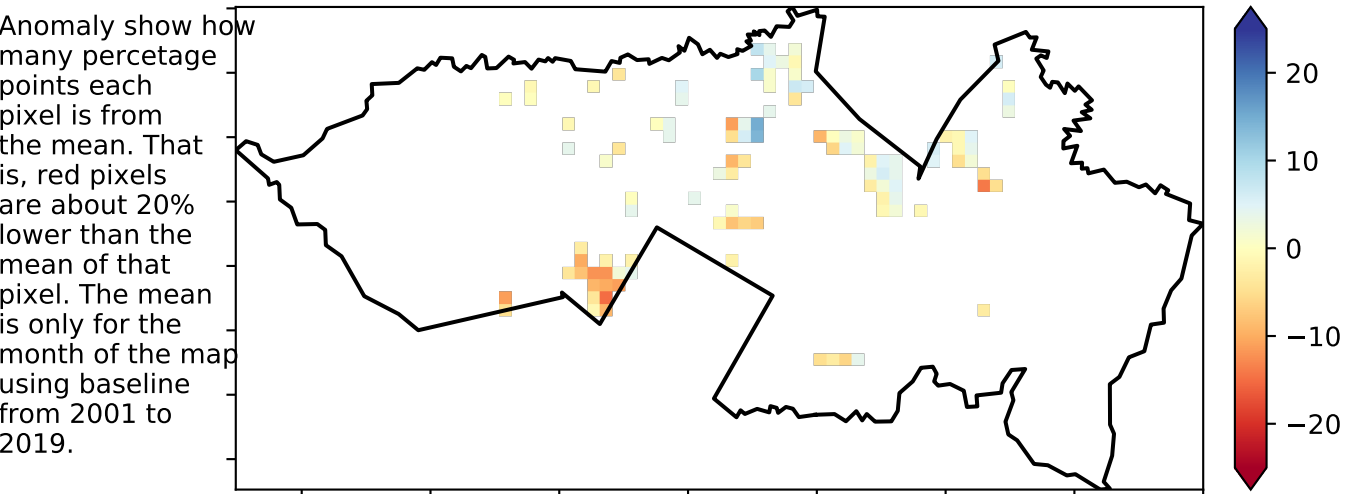 Anomaly show how
many percetage
points each
pixel is from
the mean. That
is, red pixels
are about 20%
lower than the
mean of that
pixel. The mean
is only for the
month of the map
using baseline
from 2001 to
2019.
20
10
0
−10
−20